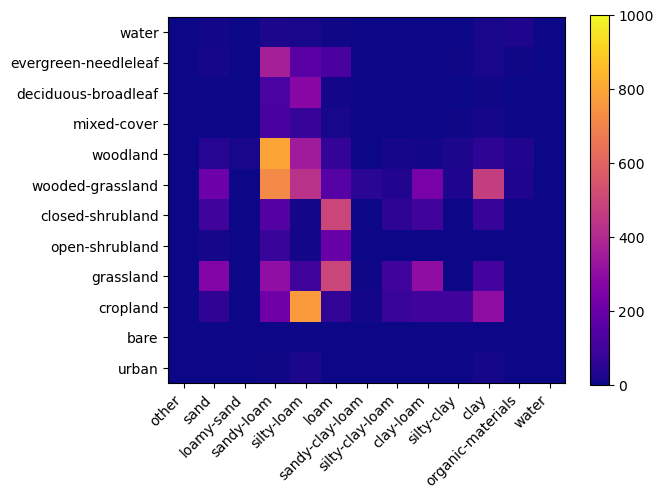 water
evergreen-needleleaf
deciduous-broadleaf
mixed-cover
woodland
wooded-grassland
closed-shrubland
open-shrubland
grassland
cropland
bare
urban
other
sand
loamy-sand
sandy-loam
silty-loam
loam
sandy-clay-loam
silty-clay-loam
clay-loam
silty-clay
clay
organic-materials
water
1000
800
600
400
200
0